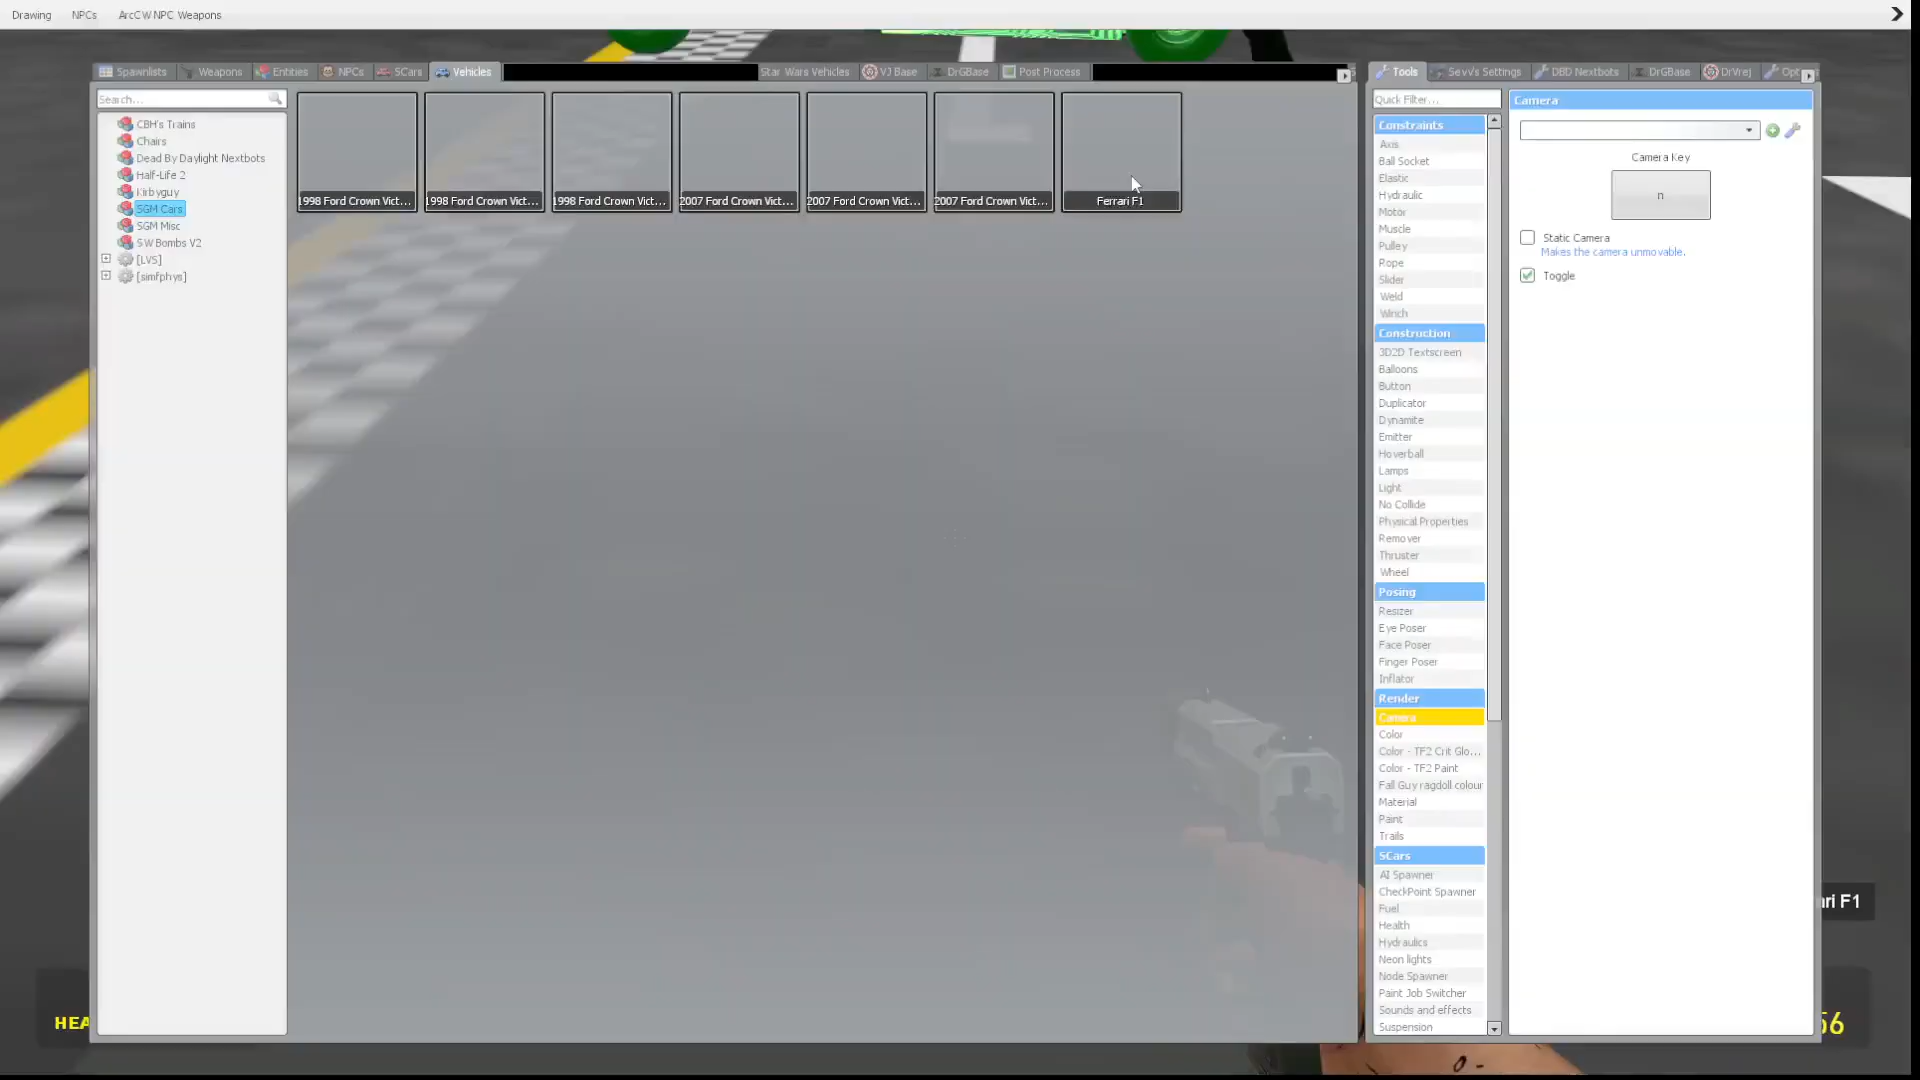 Drawing NPCs ArcCW NPC Weapons
Spawnlists Weapons Entities NPCs SCars Vehicles Star Wars Vehicles VJ Base DrGBase Post Process
Search...
CBH's Trains
Chairs
Dead By Daylight Nextbots
Half-Life 2
Kirbyguy
SGM Cars
SGM Misc
SW Bombs V2
[LVS]
[simfphys]
1998 Ford Crown Vict... 1998 Ford Crown Vict... 1998 Ford Crown Vict... 2007 Ford Crown Vict... 2007 Ford Crown Vict... 2007 Ford Crown Vict... Ferrari F1
Tools Sevv's Settings DBD Nextbots DrGBase DrVrej
Quick Filter...
Constraints
Axis
Ball Socket
Elastic
Hydraulic
Motor
Muscle
Pulley
Rope
Slider
Weld
Winch
Construction
3D2D Textscreen
Balloons
Button
Duplicator
Dynamite
Emitter
Hoverball
Lamps
Light
No Collide
Physical Properties
Remover
Thruster
Wheel
Posing
Resizer
Eye Poser
Face Poser
Finger Poser
Inflator
Render
Camera
Color
Color - TF2 Crit Glo...
Color - TF2 Paint
Fall Guy ragdoll colour
Material
Paint
Trails
SCars
AI Spawner
CheckPoint Spawner
Fuel
Health
Hydraulics
Neon lights
Node Spawner
Paint Job Switcher
Sounds and effects
Suspension
Camera
Camera Key
n
Static Camera
Makes the camera unmovable.
Toggle
ari F1
HEA
56